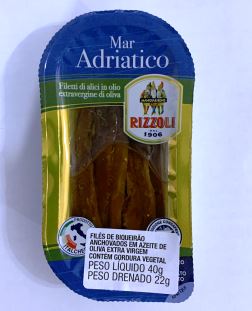 Mar
Adriatico
Filetti di alici in olio
extravergine di oliva
RIZZOLI
1906
FILÉS DE BIQUEIRÃO
ANCHOVADOS EM AZEITE DE
OLIVA EXTRA VIRGEM
CONTÉM GORDURA VEGETAL
PESO LÍQUIDO 40g
PESO DRENADO 22g